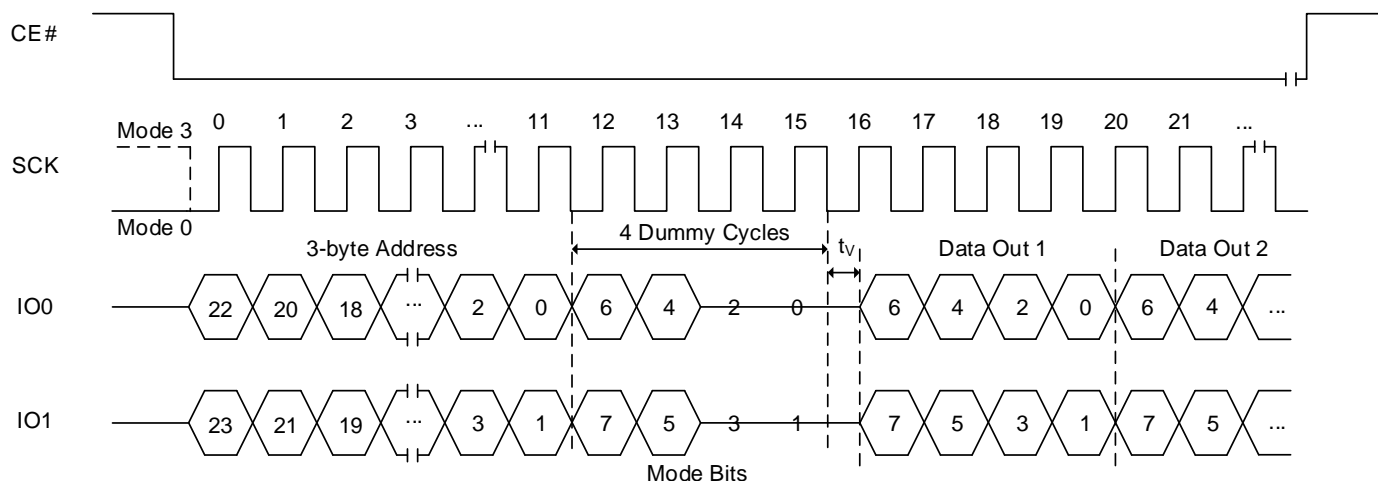 CE#
0 1 2 3 ... 11 12 13 14 15 16 17 18 19 20 21 ...
Mode 3
SCK
Mode 0
3-byte Address 4 Dummy Cycles tV Data Out 1 Data Out 2
IO0 22 20 18 ... 2 0 6 4 2 0 6 4 2 0 6 4 ...
IO1 23 21 19 ... 3 1 7 5 3 1 7 5 3 1 7 5 ...
Mode Bits